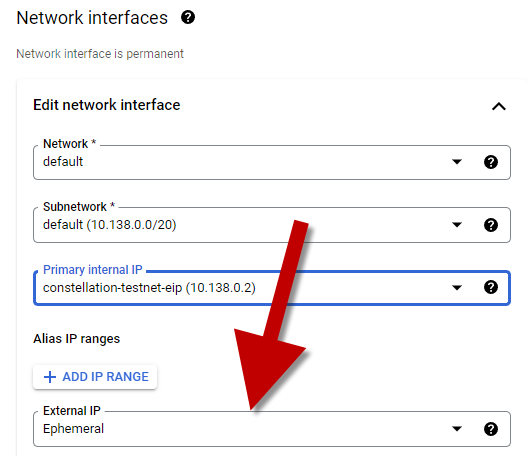 Network interfaces ?
Network interface is permanent
Edit network interface
Network *
default
?
Subnetwork *
default (10.138.0.0/20)
?
Primary internal IP
constellation-testnet-eip (10.138.0.2)
?
Alias IP ranges
+ ADD IP RANGE
External IP
Ephemeral
?